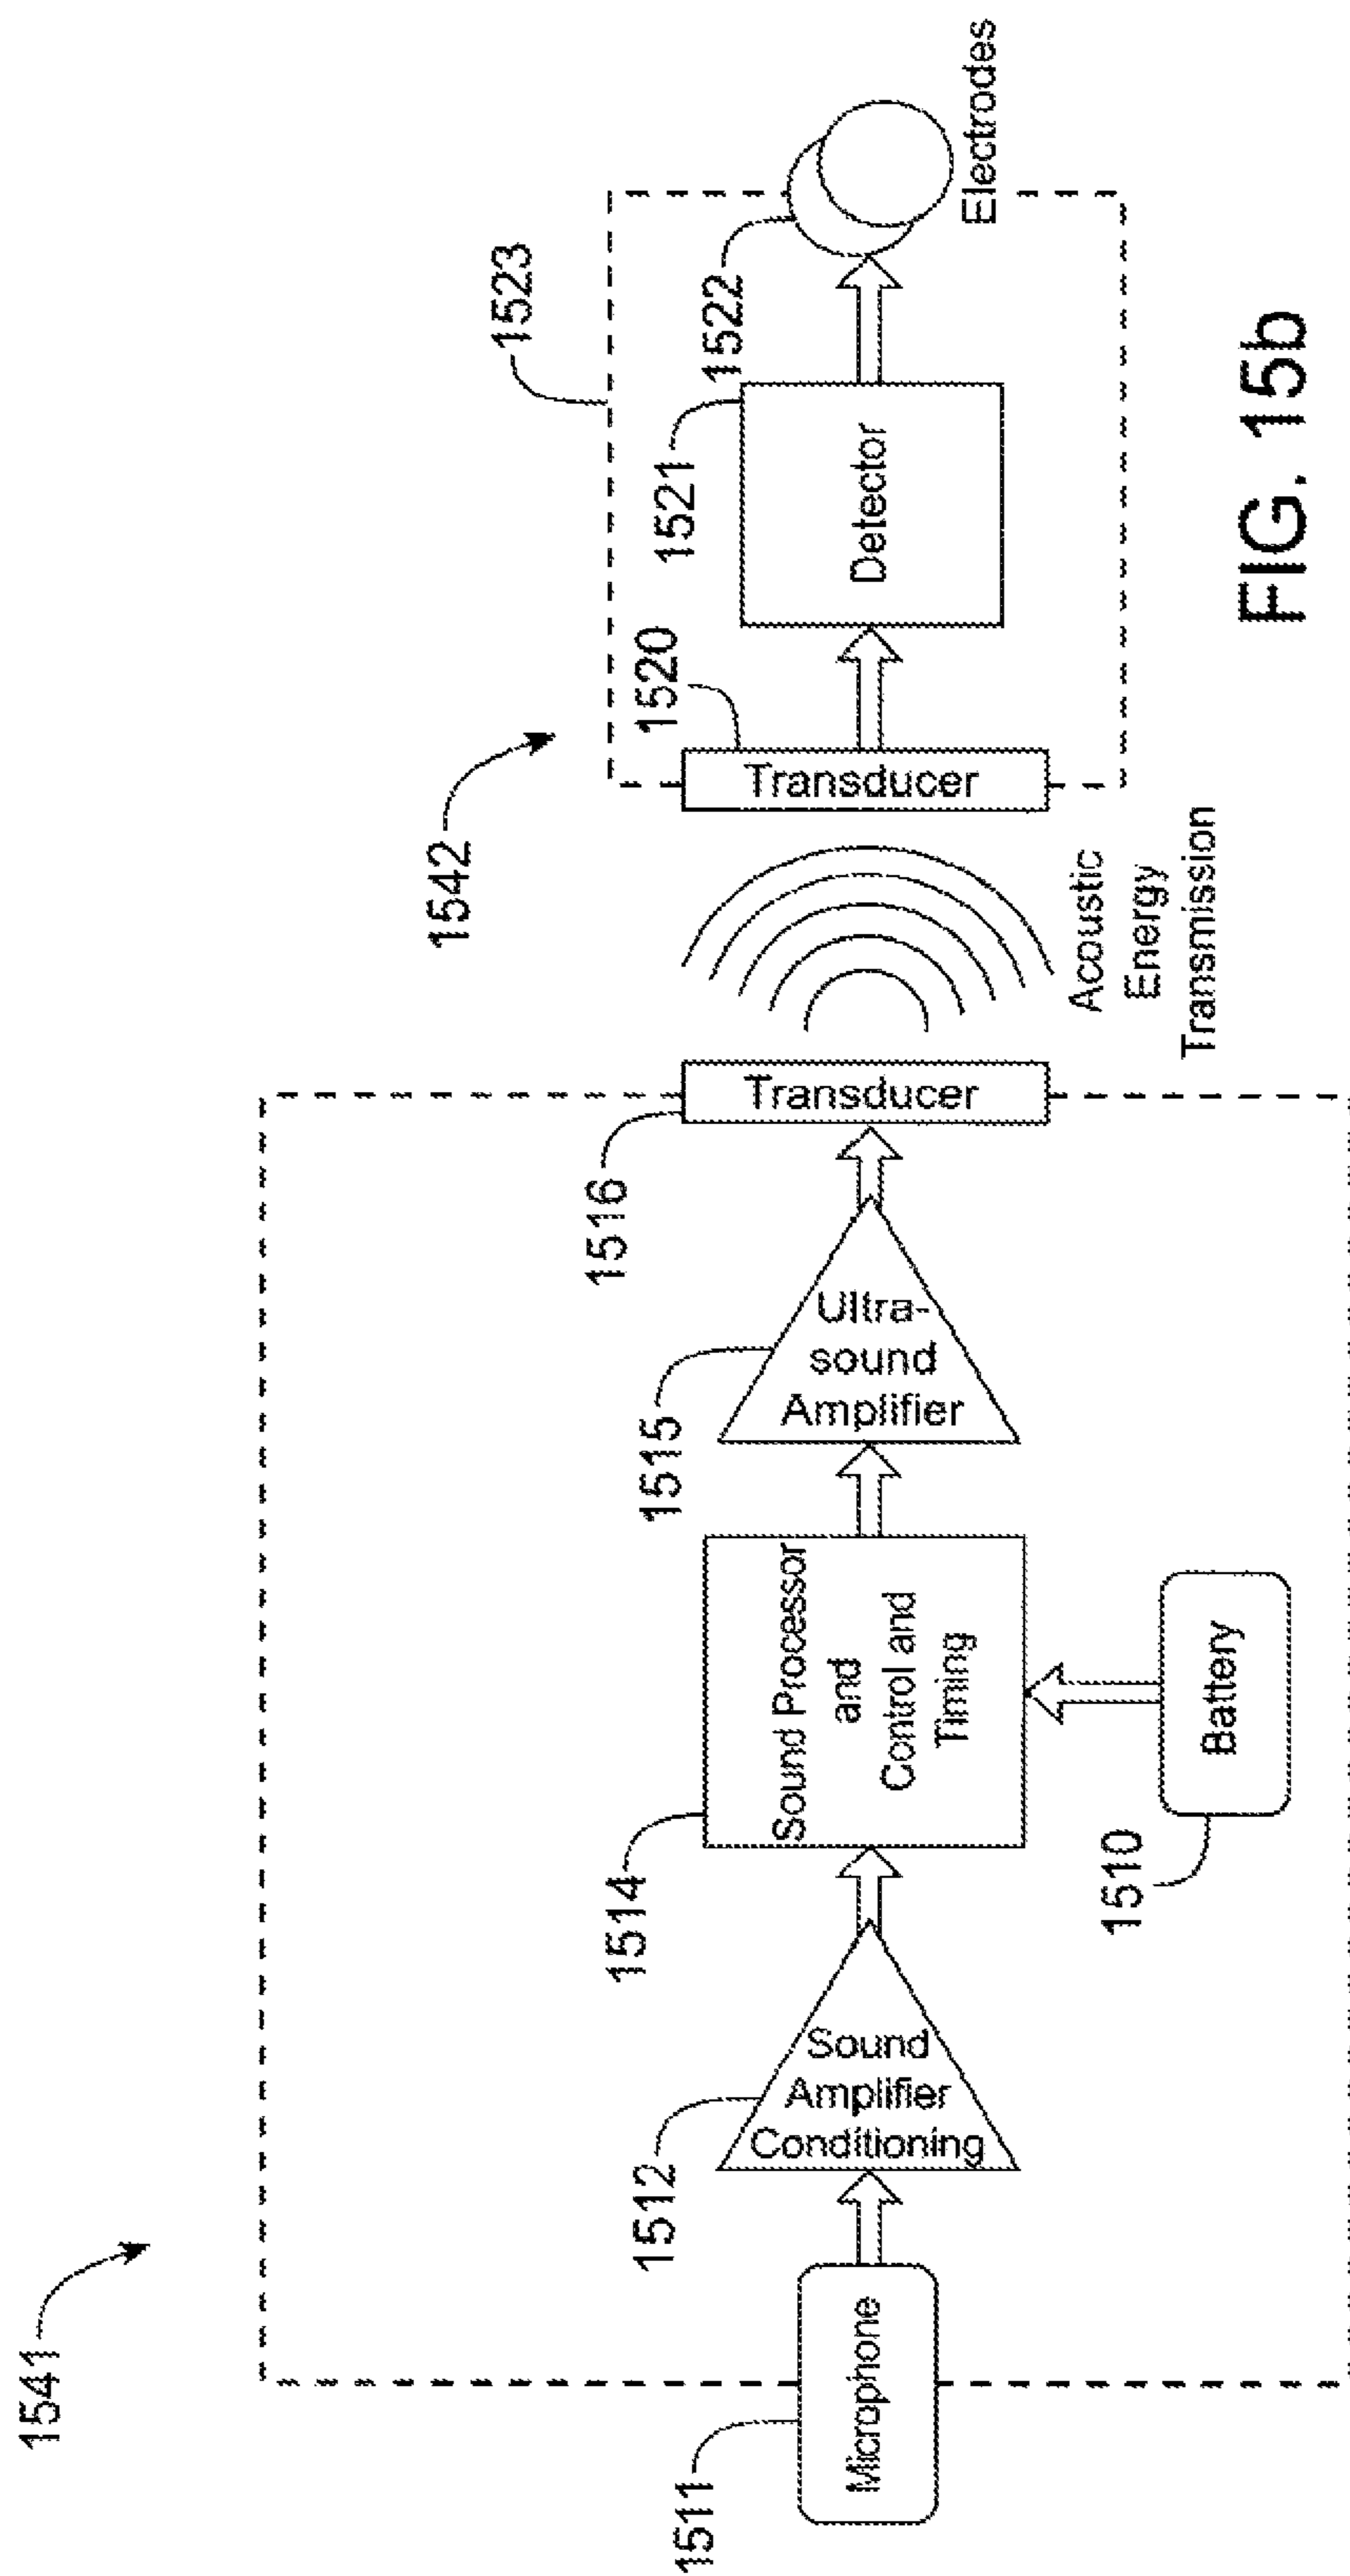 1541
1542
1523
1511
Microphone
1512
Sound
Amplifier
Conditioning
1514
Sound Processor
and
Control and
Timing
1510
Battery
1515
Ultra-
sound
Amplifier
1516
Transducer
Acoustic
Energy
Transmission
1520
Transducer
1521
Detector
1522
Electrodes
FIG. 15b